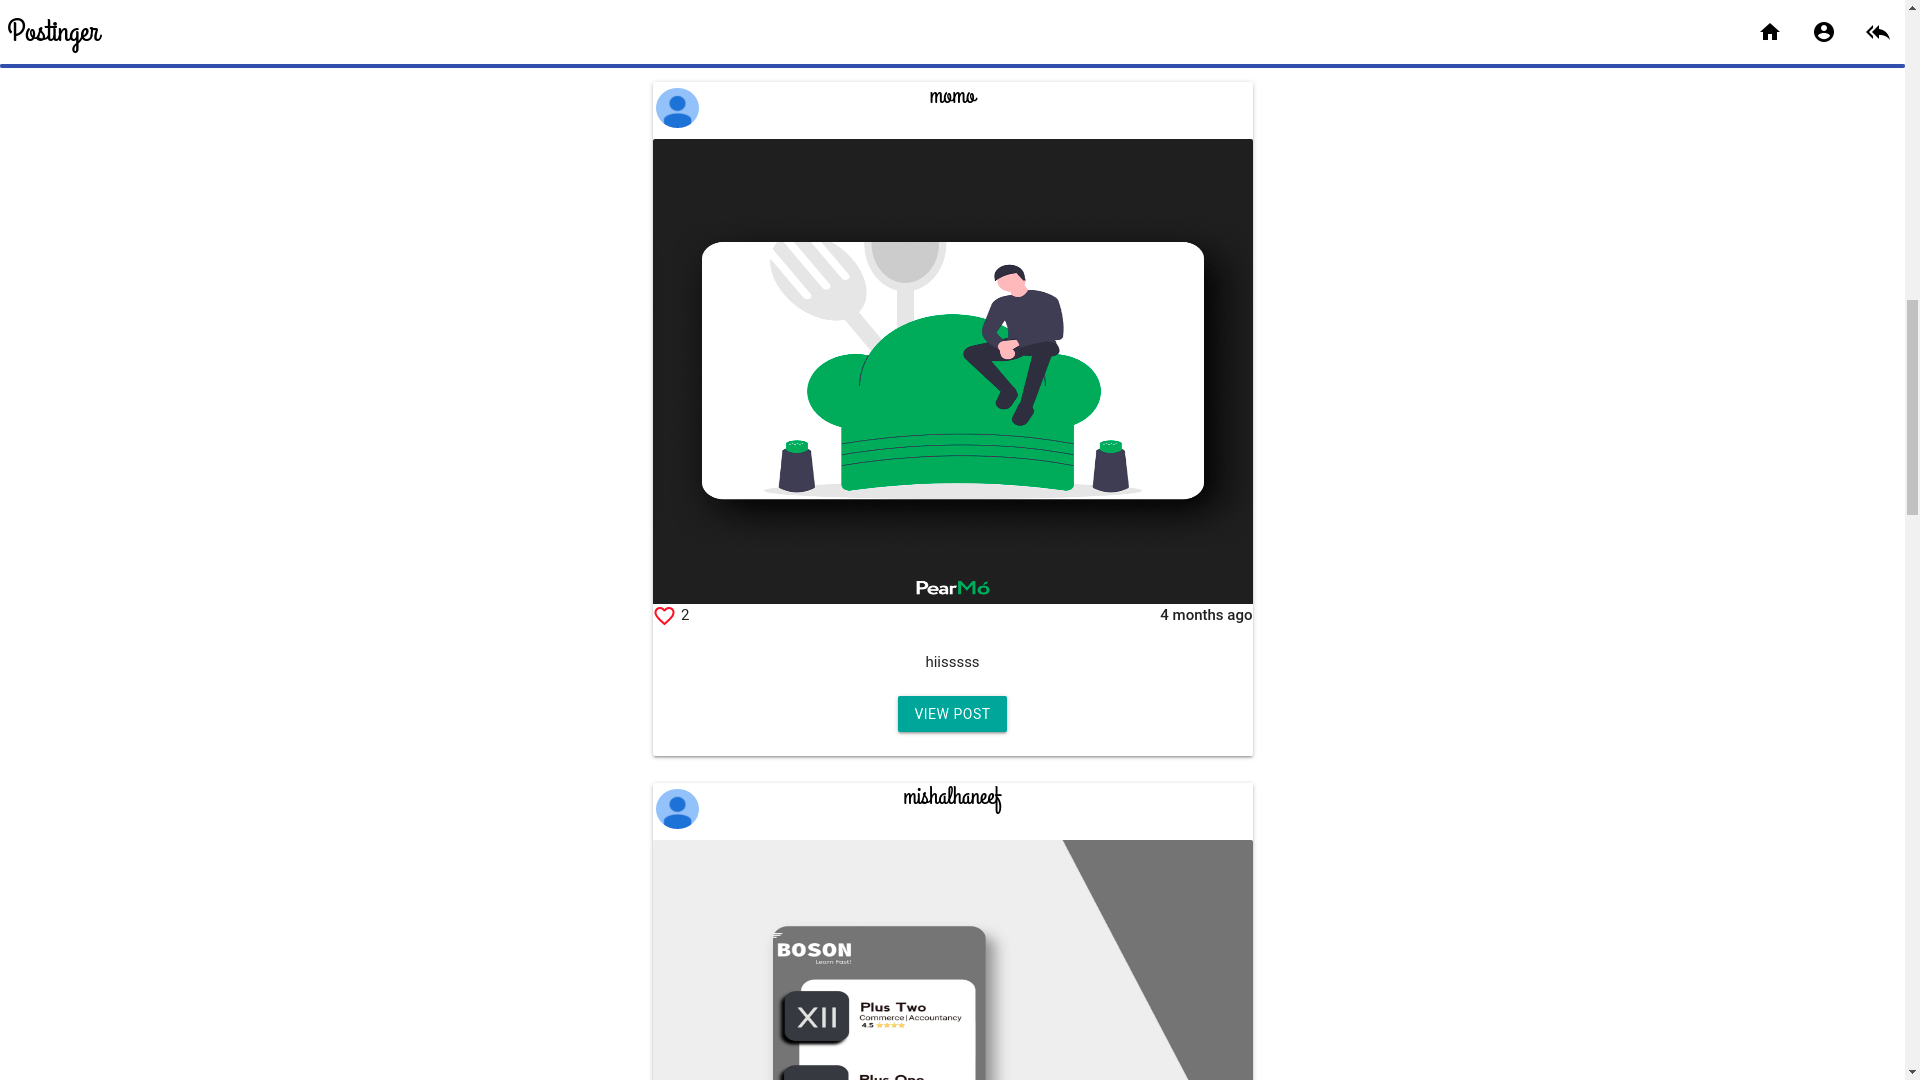 Postinger
momo
PearMó
2
4 months ago
hiisssss
VIEW POST
mishalhaneef
BOSON
Learn Fast!
XII
Plus Two
Commerce|Accountancy
4.5
Plus One